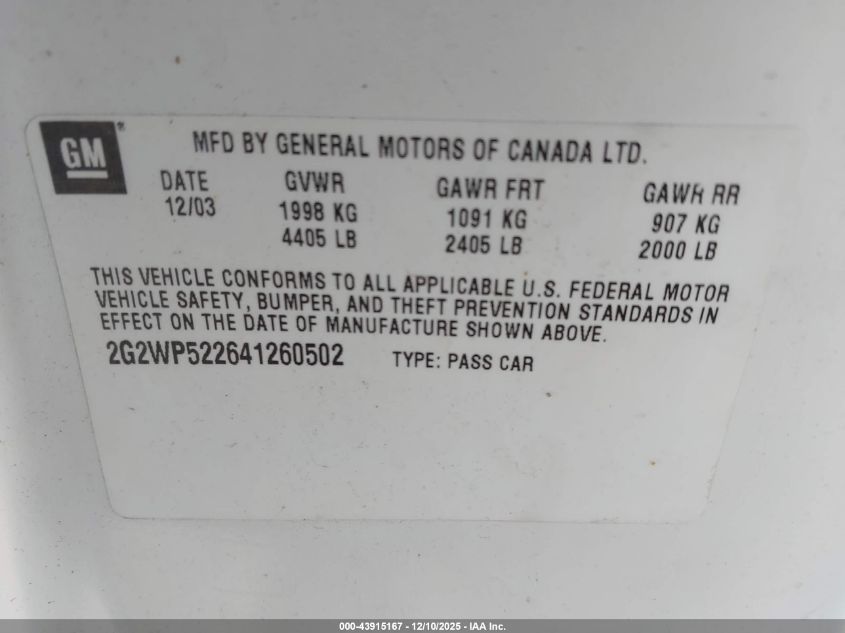 GM®
MFD BY GENERAL MOTORS OF CANADA LTD.
DATE GVWR GAWR FRT GAWR RR
12/03 1998 KG 1091 KG 907 KG
4405 LB 2405 LB 2000 LB
THIS VEHICLE CONFORMS TO ALL APPLICABLE U.S. FEDERAL MOTOR
VEHICLE SAFETY, BUMPER, AND THEFT PREVENTION STANDARDS IN
EFFECT ON THE DATE OF MANUFACTURE SHOWN ABOVE.
2G2WP522641260502 TYPE: PASS CAR
000-43915167 - 12/10/2025 - IAA Inc.